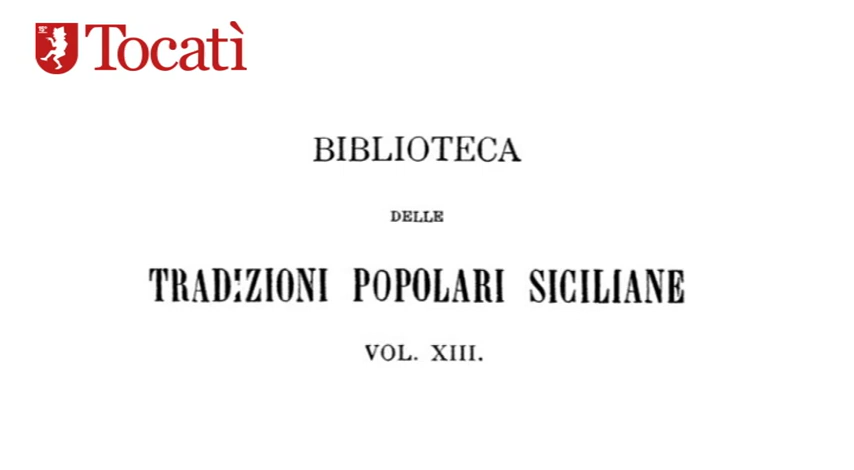 Tocatì
BIBLIOTECA
DELLE
TRADIZIONI POPOLARI SICILIANE
VOL. XIII.